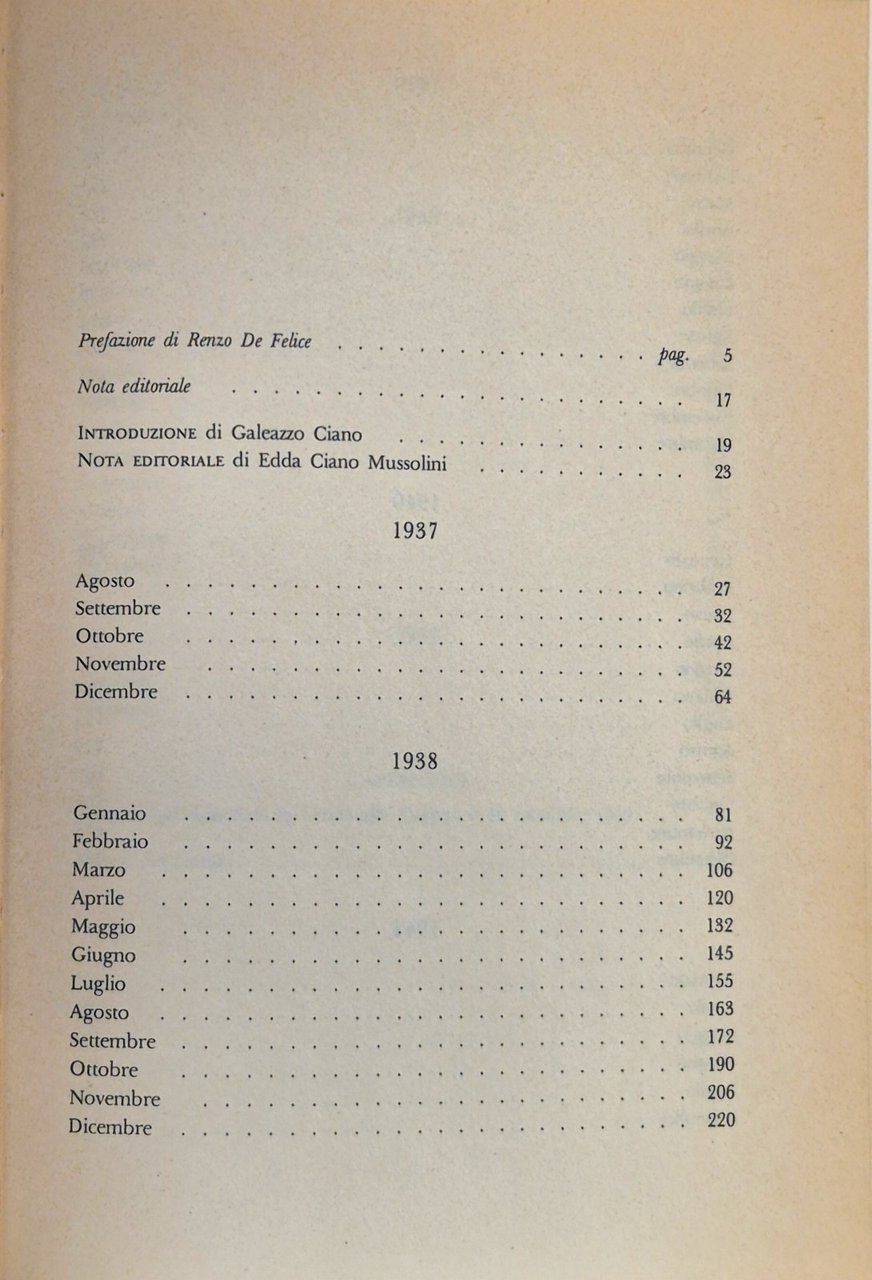 Prefazione di Renzo De Felice . . . . . . . . . . . . . . . pag. 5
Nota editoriale . . . . . . . . . . . . . . . . . . . . . . 17
INTRODUZIONE di Galeazzo Ciano . . . . . . . . . . . . . . 19
NOTA EDITORIALE di Edda Ciano Mussolini . . . . . . . . . . 23
1937
Agosto . . . . . . . . . . . . . . . . . . . . . . . . . 27
Settembre . . . . . . . . . . . . . . . . . . . . . . . . 32
Ottobre . . . . . . . . . . . . . . . . . . . . . . . . 42
Novembre . . . . . . . . . . . . . . . . . . . . . . . 52
Dicembre . . . . . . . . . . . . . . . . . . . . . . . . 64
1938
Gennaio . . . . . . . . . . . . . . . . . . . . . . . . 81
Febbraio . . . . . . . . . . . . . . . . . . . . . . . . 92
Marzo . . . . . . . . . . . . . . . . . . . . . . . . . 106
Aprile . . . . . . . . . . . . . . . . . . . . . . . . . 120
Maggio . . . . . . . . . . . . . . . . . . . . . . . . 132
Giugno . . . . . . . . . . . . . . . . . . . . . . . . 145
Luglio . . . . . . . . . . . . . . . . . . . . . . . . . 155
Agosto . . . . . . . . . . . . . . . . . . . . . . . . . 163
Settembre . . . . . . . . . . . . . . . . . . . . . . . . 172
Ottobre . . . . . . . . . . . . . . . . . . . . . . . . 190
Novembre . . . . . . . . . . . . . . . . . . . . . . . 206
Dicembre . . . . . . . . . . . . . . . . . . . . . . . . 220